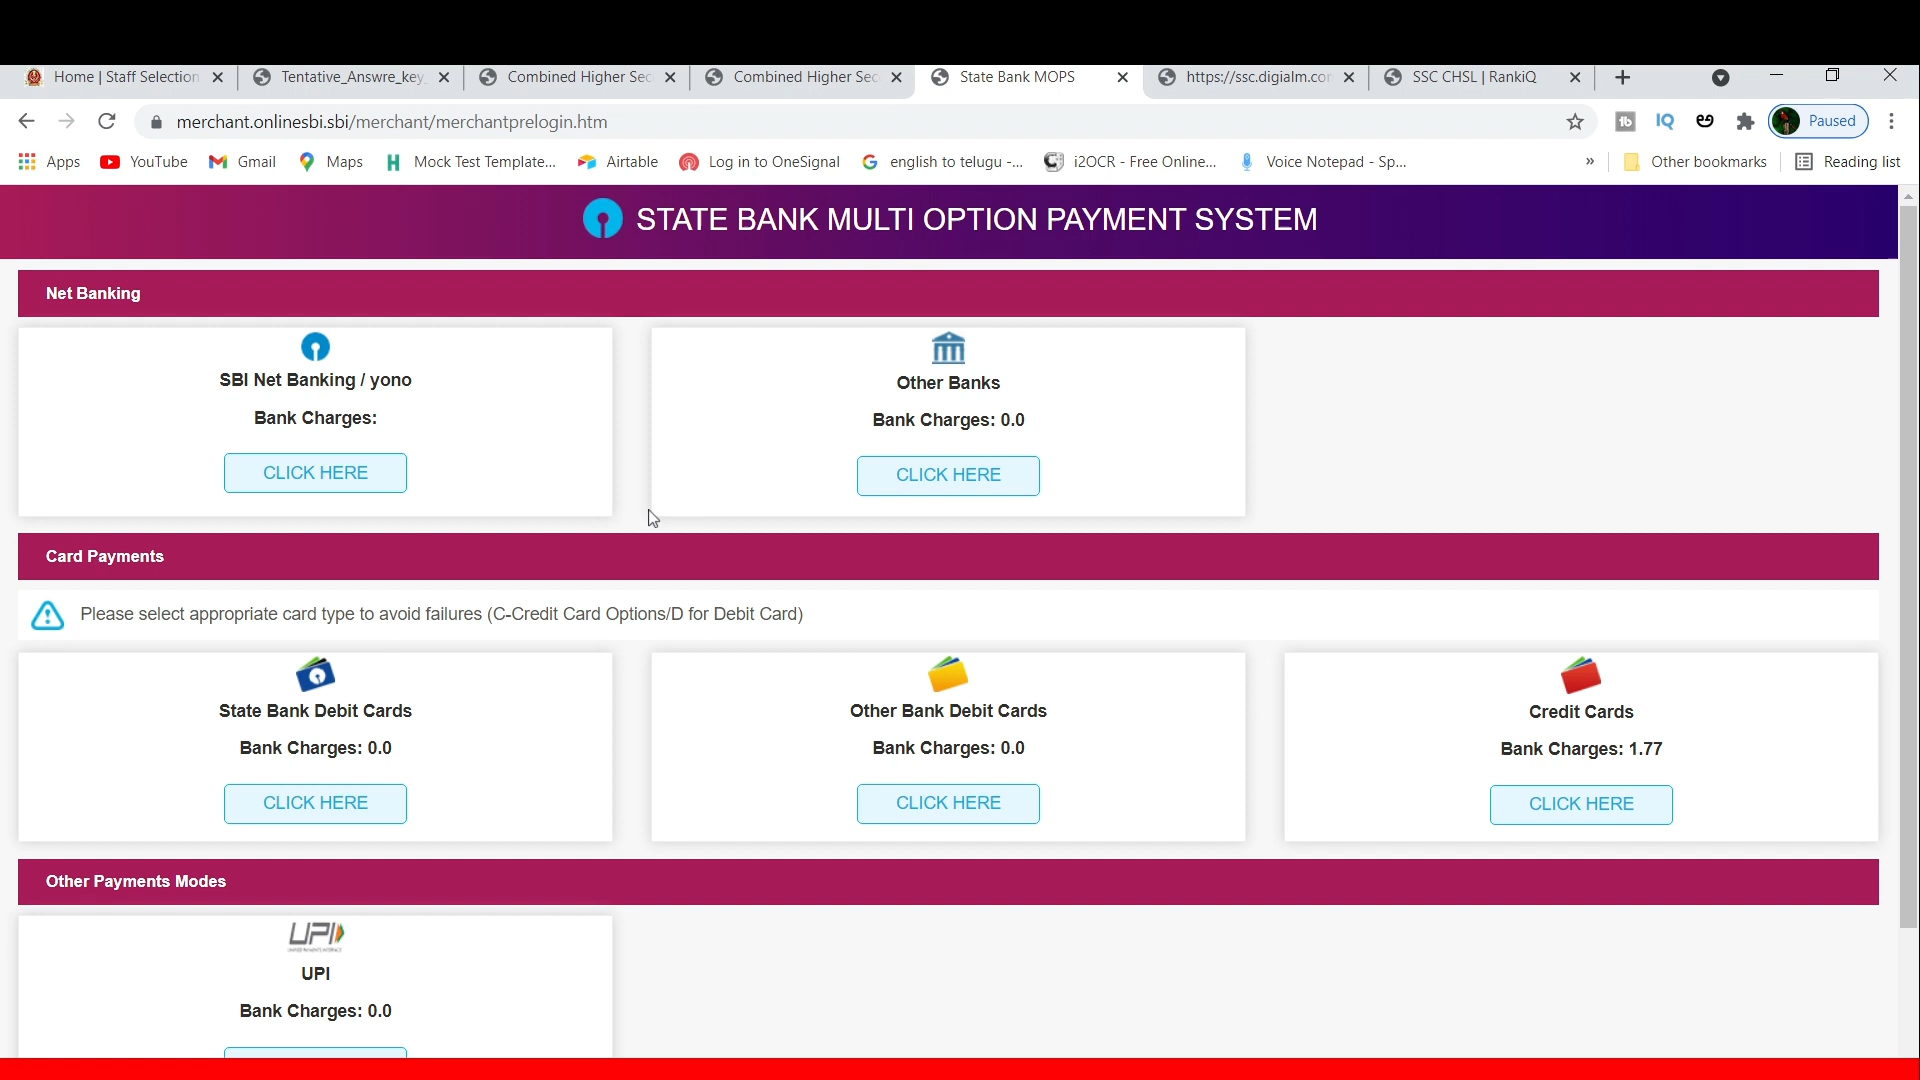 Home | Staff Selection
Tentative_Answre_key_
Combined Higher Sec
Combined Higher Sec
State Bank MOPS
https://ssc.digialm.com
SSC CHSL | RankiQ
merchant.onlinesbi.sbi/merchant/merchantprelogin.htm
Paused
Apps
YouTube
Gmail
Maps
Mock Test Template...
Airtable
Log in to OneSignal
english to telugu -...
i2OCR - Free Online...
Voice Notepad - Sp...
»
Other bookmarks
Reading list
STATE BANK MULTI OPTION PAYMENT SYSTEM
Net Banking
SBI Net Banking / yono
Bank Charges:
CLICK HERE
Other Banks
Bank Charges: 0.0
CLICK HERE
Card Payments
Please select appropriate card type to avoid failures (C-Credit Card Options/D for Debit Card)
State Bank Debit Cards
Bank Charges: 0.0
CLICK HERE
Other Bank Debit Cards
Bank Charges: 0.0
CLICK HERE
Credit Cards
Bank Charges: 1.77
CLICK HERE
Other Payments Modes
UPI
UPI
Bank Charges: 0.0